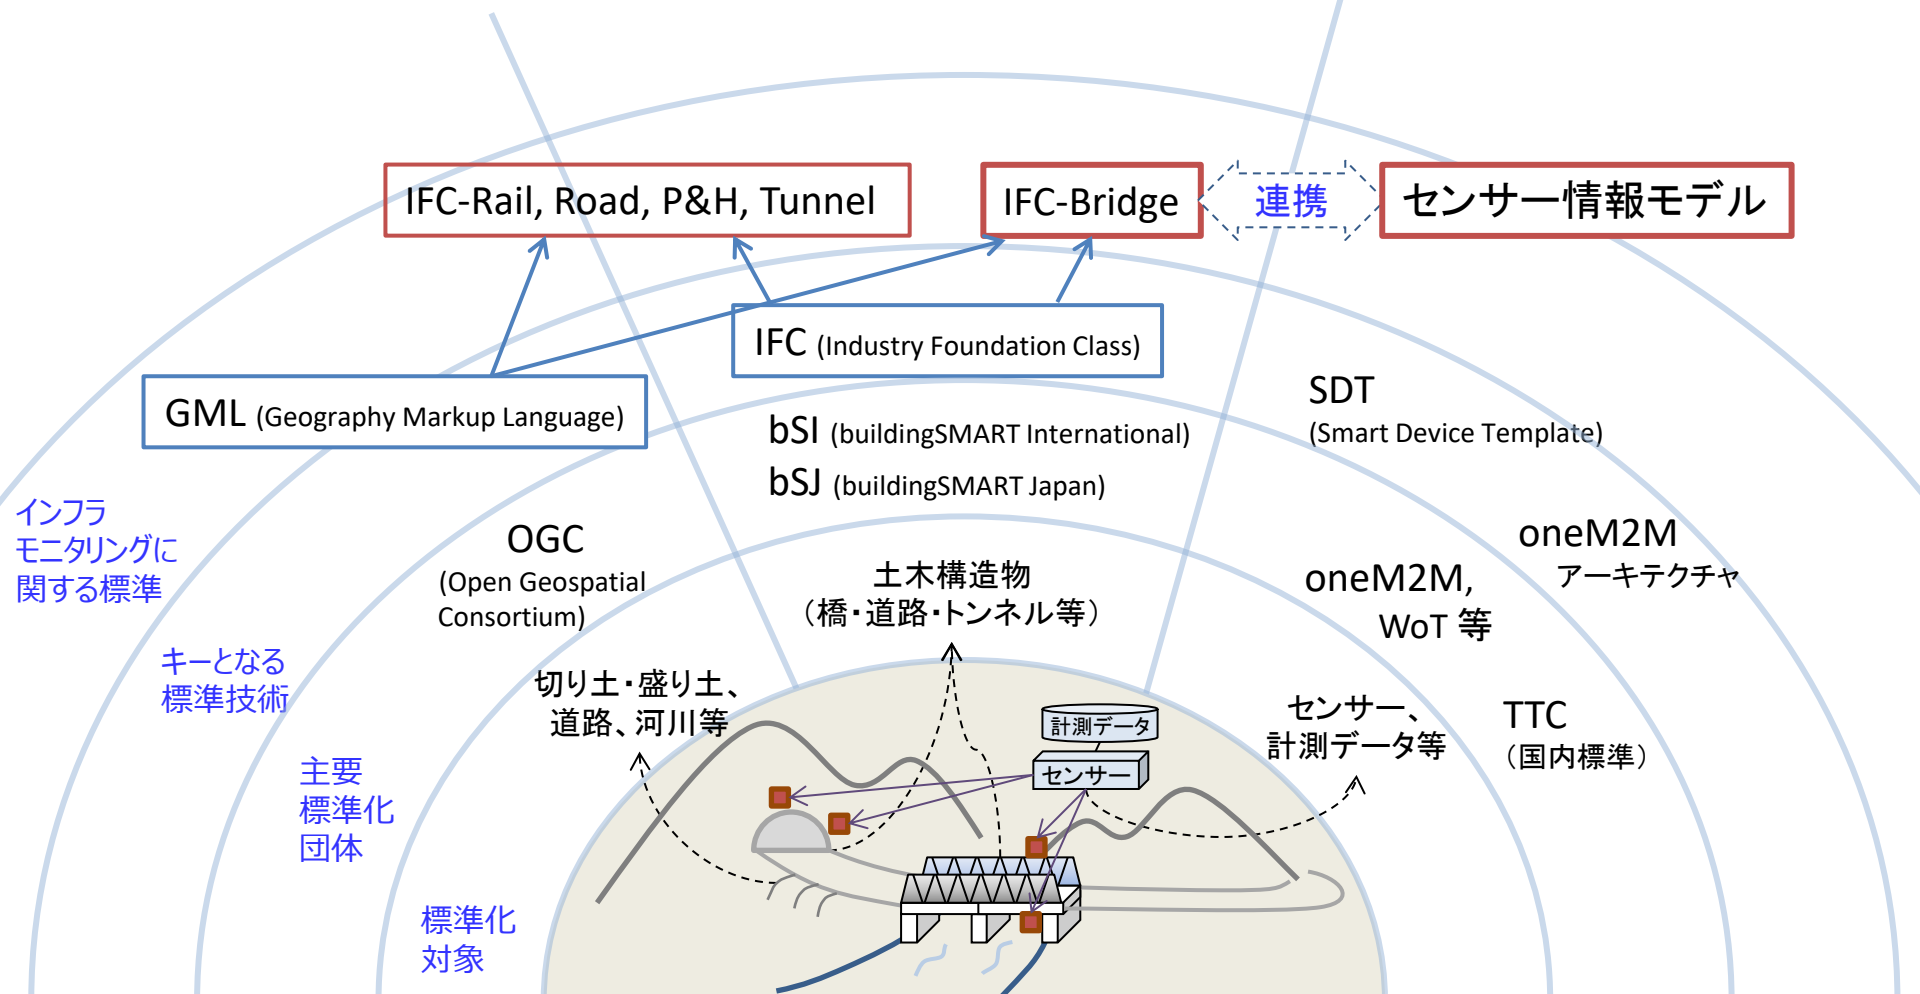 IFC-Rail, Road, P&H, Tunnel
IFC-Bridge
連携
センサー情報モデル
IFC (Industry Foundation Class)
GML (Geography Markup Language)
SDT
(Smart Device Template)
bSI (buildingSMART International)
bSJ (buildingSMART Japan)
インフラ
モニタリングに
関する標準
OGC
(Open Geospatial
Consortium)
土木構造物
（橋・道路・トンネル等）
oneM2M,
WoT 等
oneM2M
アーキテクチャ
キーとなる
標準技術
切り土・盛り土、
道路、河川等
計測データ
センサー
センサー、
計測データ等
TTC
（国内標準）
主要
標準化
団体
標準化
対象